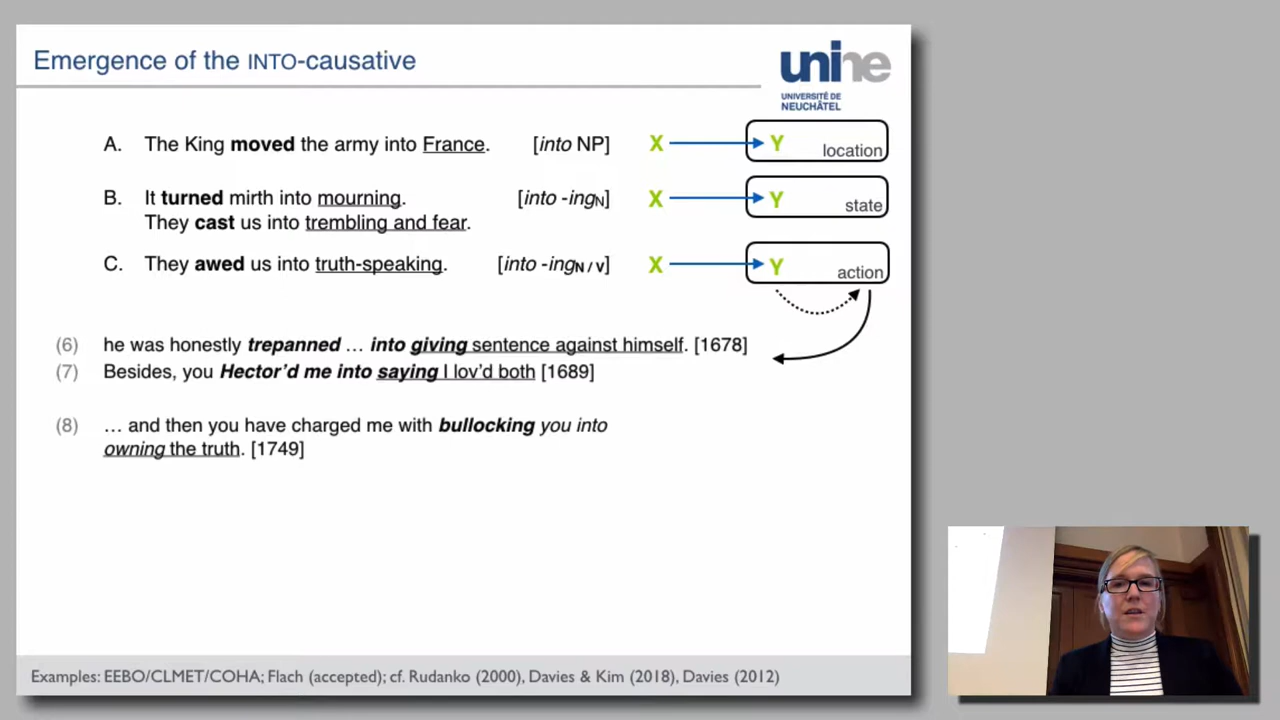 Emergence of the INTO-causative
unine
UNIVERSITÉ DE
NEUCHÂTEL
A. The King moved the army into France. [into NP] X Y location
B. It turned mirth into mourning. [into -ingN] X Y state
They cast us into trembling and fear.
C. They awed us into truth-speaking. [into -ingN / V] X Y action
(6) he was honestly trepanned … into giving sentence against himself. [1678]
(7) Besides, you Hector’d me into saying I lov’d both [1689]
(8) … and then you have charged me with bullocking you into
owning the truth. [1749]
Examples: EEBO/CLMET/COHA; Flach (accepted); cf. Rudanko (2000), Davies & Kim (2018), Davies (2012)